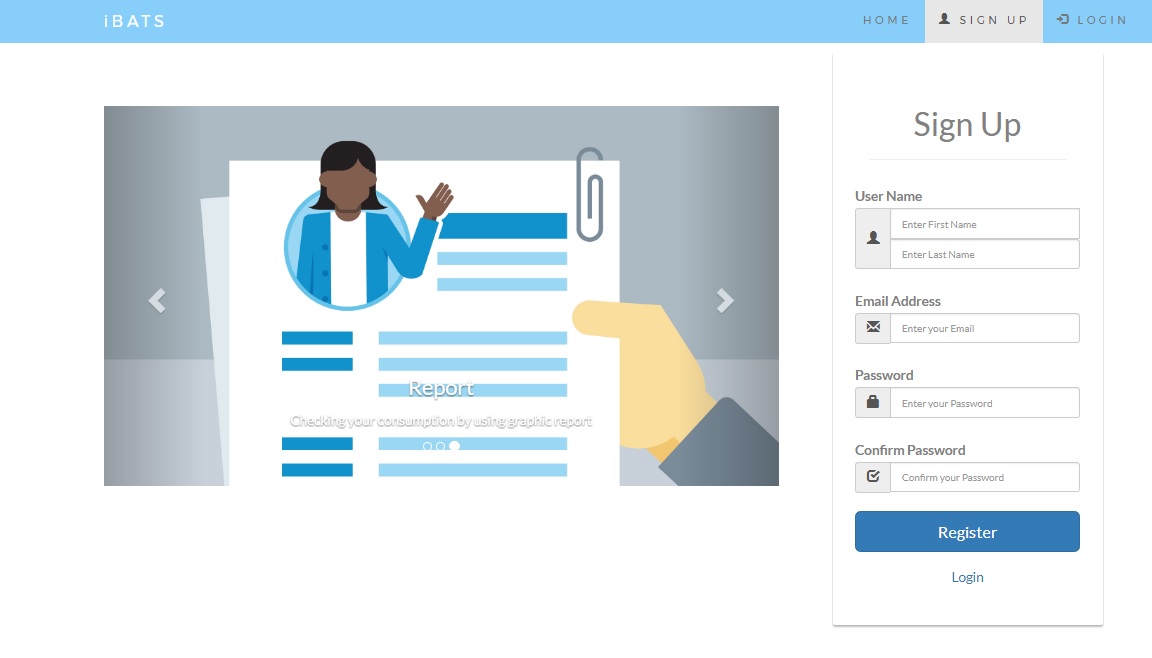 iBATS
HOME
SIGN UP
LOGIN
Report
Checking your consumption by using graphic report
Sign Up
User Name
Enter First Name
Enter Last Name
Email Address
Enter your Email
Password
Enter your Password
Confirm Password
Confirm your Password
Register
Login